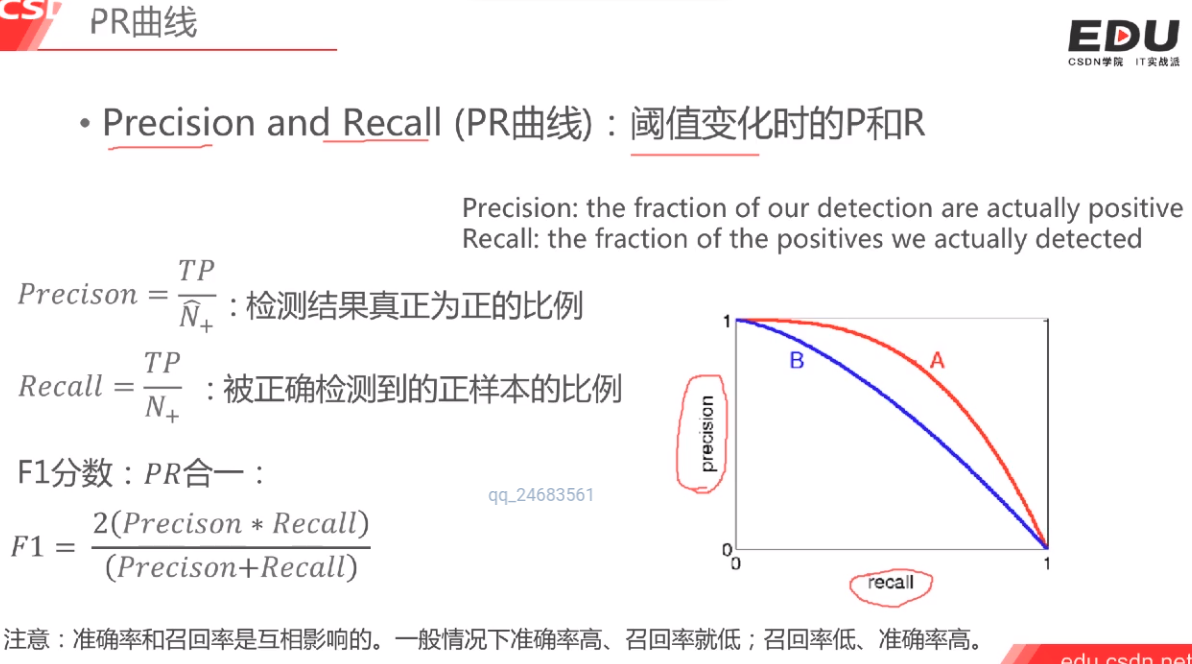 CSD
PR曲线
EDU
CSDN学院 IT实战派
• Precision and Recall (PR曲线)：阈值变化时的P和R
Precision: the fraction of our detection are actually positive
Recall: the fraction of the positives we actually detected
Precison = TP / N̂₊ : 检测结果真正为正的比例
Recall = TP / N₊ : 被正确检测到的正样本的比例
F1分数：PR合一：
F1 = 2(Precison * Recall) / (Precison+Recall)
qq_24683561
1
B
A
precision
0
0
1
recall
注意：准确率和召回率是互相影响的。一般情况下准确率高、召回率就低；召回率低、准确率高。
edu.csdn.net